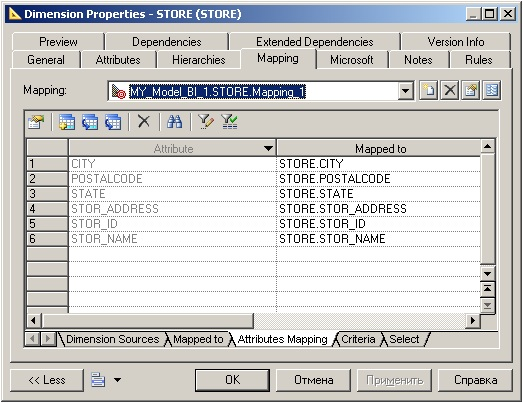 Dimension Properties - STORE (STORE)
Preview Dependencies Extended Dependencies Version Info
General Attributes Hierarchies Mapping Microsoft Notes Rules
Mapping: MY_Model_BI_1.STORE.Mapping_1
Attribute Mapped to
1 CITY STORE.CITY
2 POSTALCODE STORE.POSTALCODE
3 STATE STORE.STATE
4 STOR_ADDRESS STORE.STOR_ADDRESS
5 STOR_ID STORE.STOR_ID
6 STOR_NAME STORE.STOR_NAME
Dimension Sources Mapped to Attributes Mapping Criteria Select
<< Less OK Отмена Применить Справка